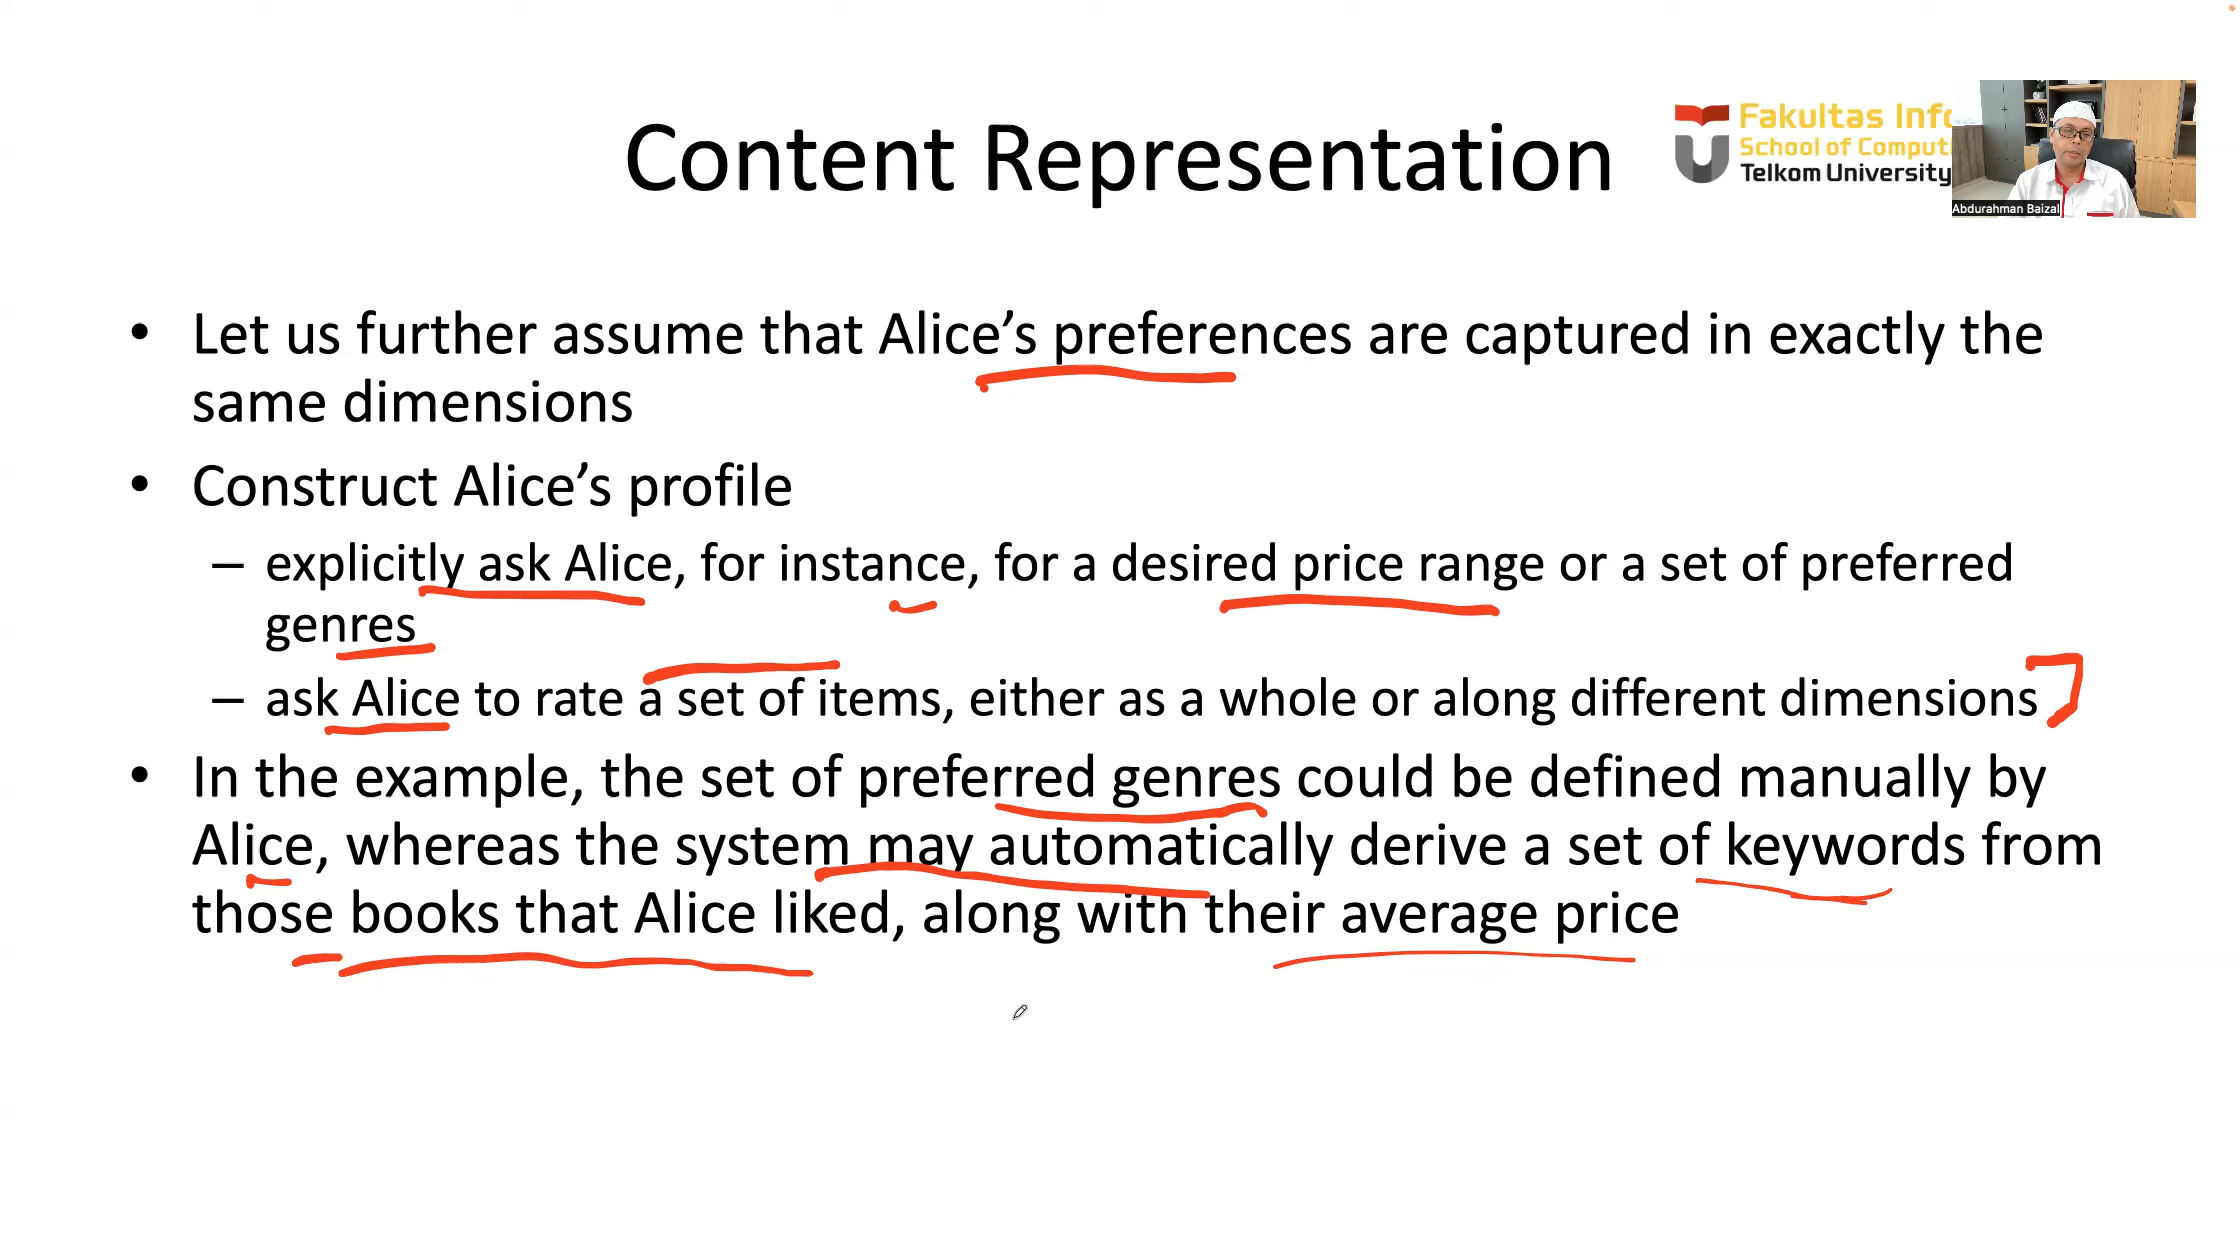 Content Representation
Fakultas Info
School of Computi
Telkom University
Abdurahman Baizal
• Let us further assume that Alice’s preferences are captured in exactly the
same dimensions
• Construct Alice’s profile
– explicitly ask Alice, for instance, for a desired price range or a set of preferred
genres
– ask Alice to rate a set of items, either as a whole or along different dimensions
• In the example, the set of preferred genres could be defined manually by
Alice, whereas the system may automatically derive a set of keywords from
those books that Alice liked, along with their average price